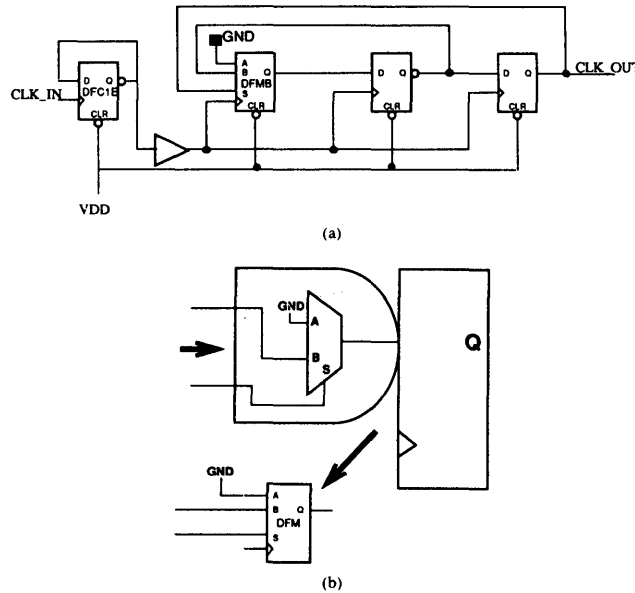 GND
D Q
DFC1B
CLR
CLK_IN
A
B Q
DFMB
S
CLR
D Q
CLR
D Q
CLR
CLK_OUT
VDD
(a)
GND
A
B
S
Q
GND
A
B Q
DFM
S
(b)